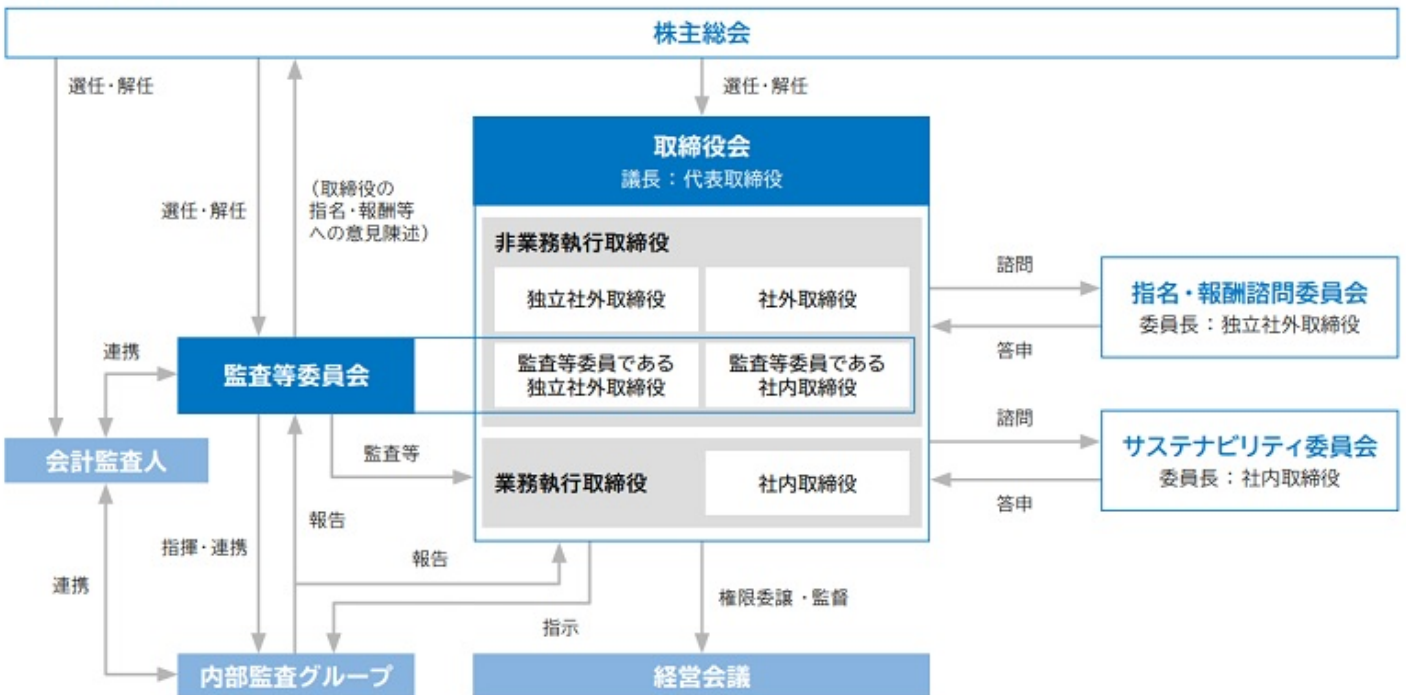 株主総会
選任・解任
選任・解任
選任・解任
(取締役の
指名・報酬等
への意見陳述)
取締役会
議長：代表取締役
非業務執行取締役
独立社外取締役
社外取締役
監査等委員である
独立社外取締役
監査等委員である
社内取締役
業務執行取締役
社内取締役
諮問
指名・報酬諮問委員会
委員長：独立社外取締役
答申
諮問
サステナビリティ委員会
委員長：社内取締役
答申
連携
監査等委員会
会計監査人
監査等
報告
指揮・連携
報告
連携
権限委譲・監督
指示
内部監査グループ
経営会議